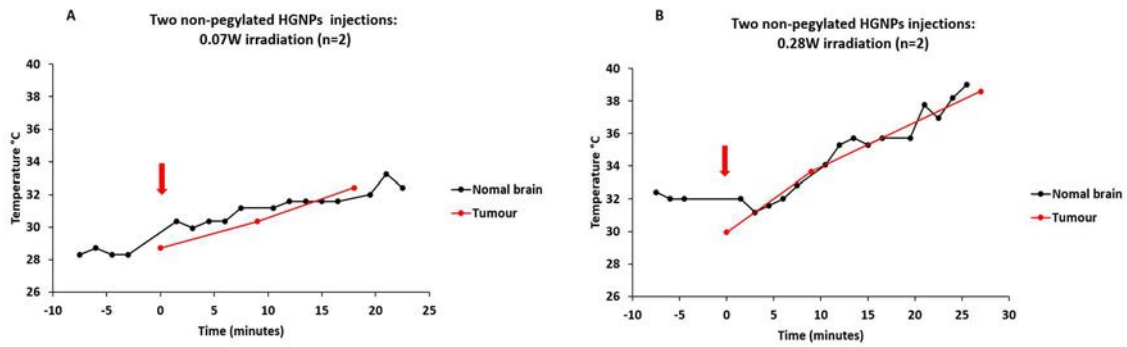 A
Two non-pegylated HGNPs injections:
0.07W irradiation (n=2)
40
38
36
34
32
30
28
26
-10 -5 0 5 10 15 20 25
Temperature °C
Time (minutes)
Nomal brain
Tumour
B
Two non-pegylated HGNPs injections:
0.28W irradiation (n=2)
40
38
36
34
32
30
28
26
-10 -5 0 5 10 15 20 25 30
Temperature °C
Time (minutes)
Nomal brain
Tumour